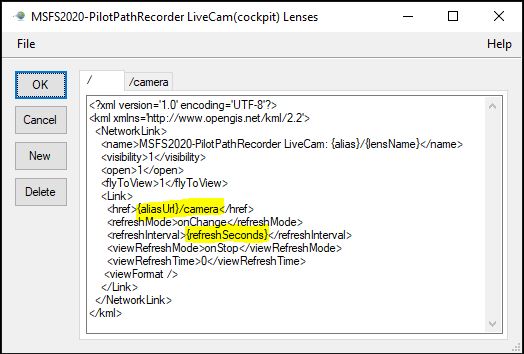 MSFS2020-PilotPathRecorder LiveCam(cockpit) Lenses
File Help
OK
Cancel
New
Delete
/ /camera
<?xml version='1.0' encoding='UTF-8'?>
<kml xmlns='http://www.opengis.net/kml/2.2'>
<NetworkLink>
<name>MSFS2020-PilotPathRecorder LiveCam: {alias}/{lensName}</name>
<visibility>1</visibility>
<open>1</open>
<flyToView>1</flyToView>
<Link>
<href>{aliasUrl}/camera</href>
<refreshMode>onChange</refreshMode>
<refreshInterval>{refreshSeconds}</refreshInterval>
<viewRefreshMode>onStop</viewRefreshMode>
<viewRefreshTime>0</viewRefreshTime>
<viewFormat />
</Link>
</NetworkLink>
</kml>